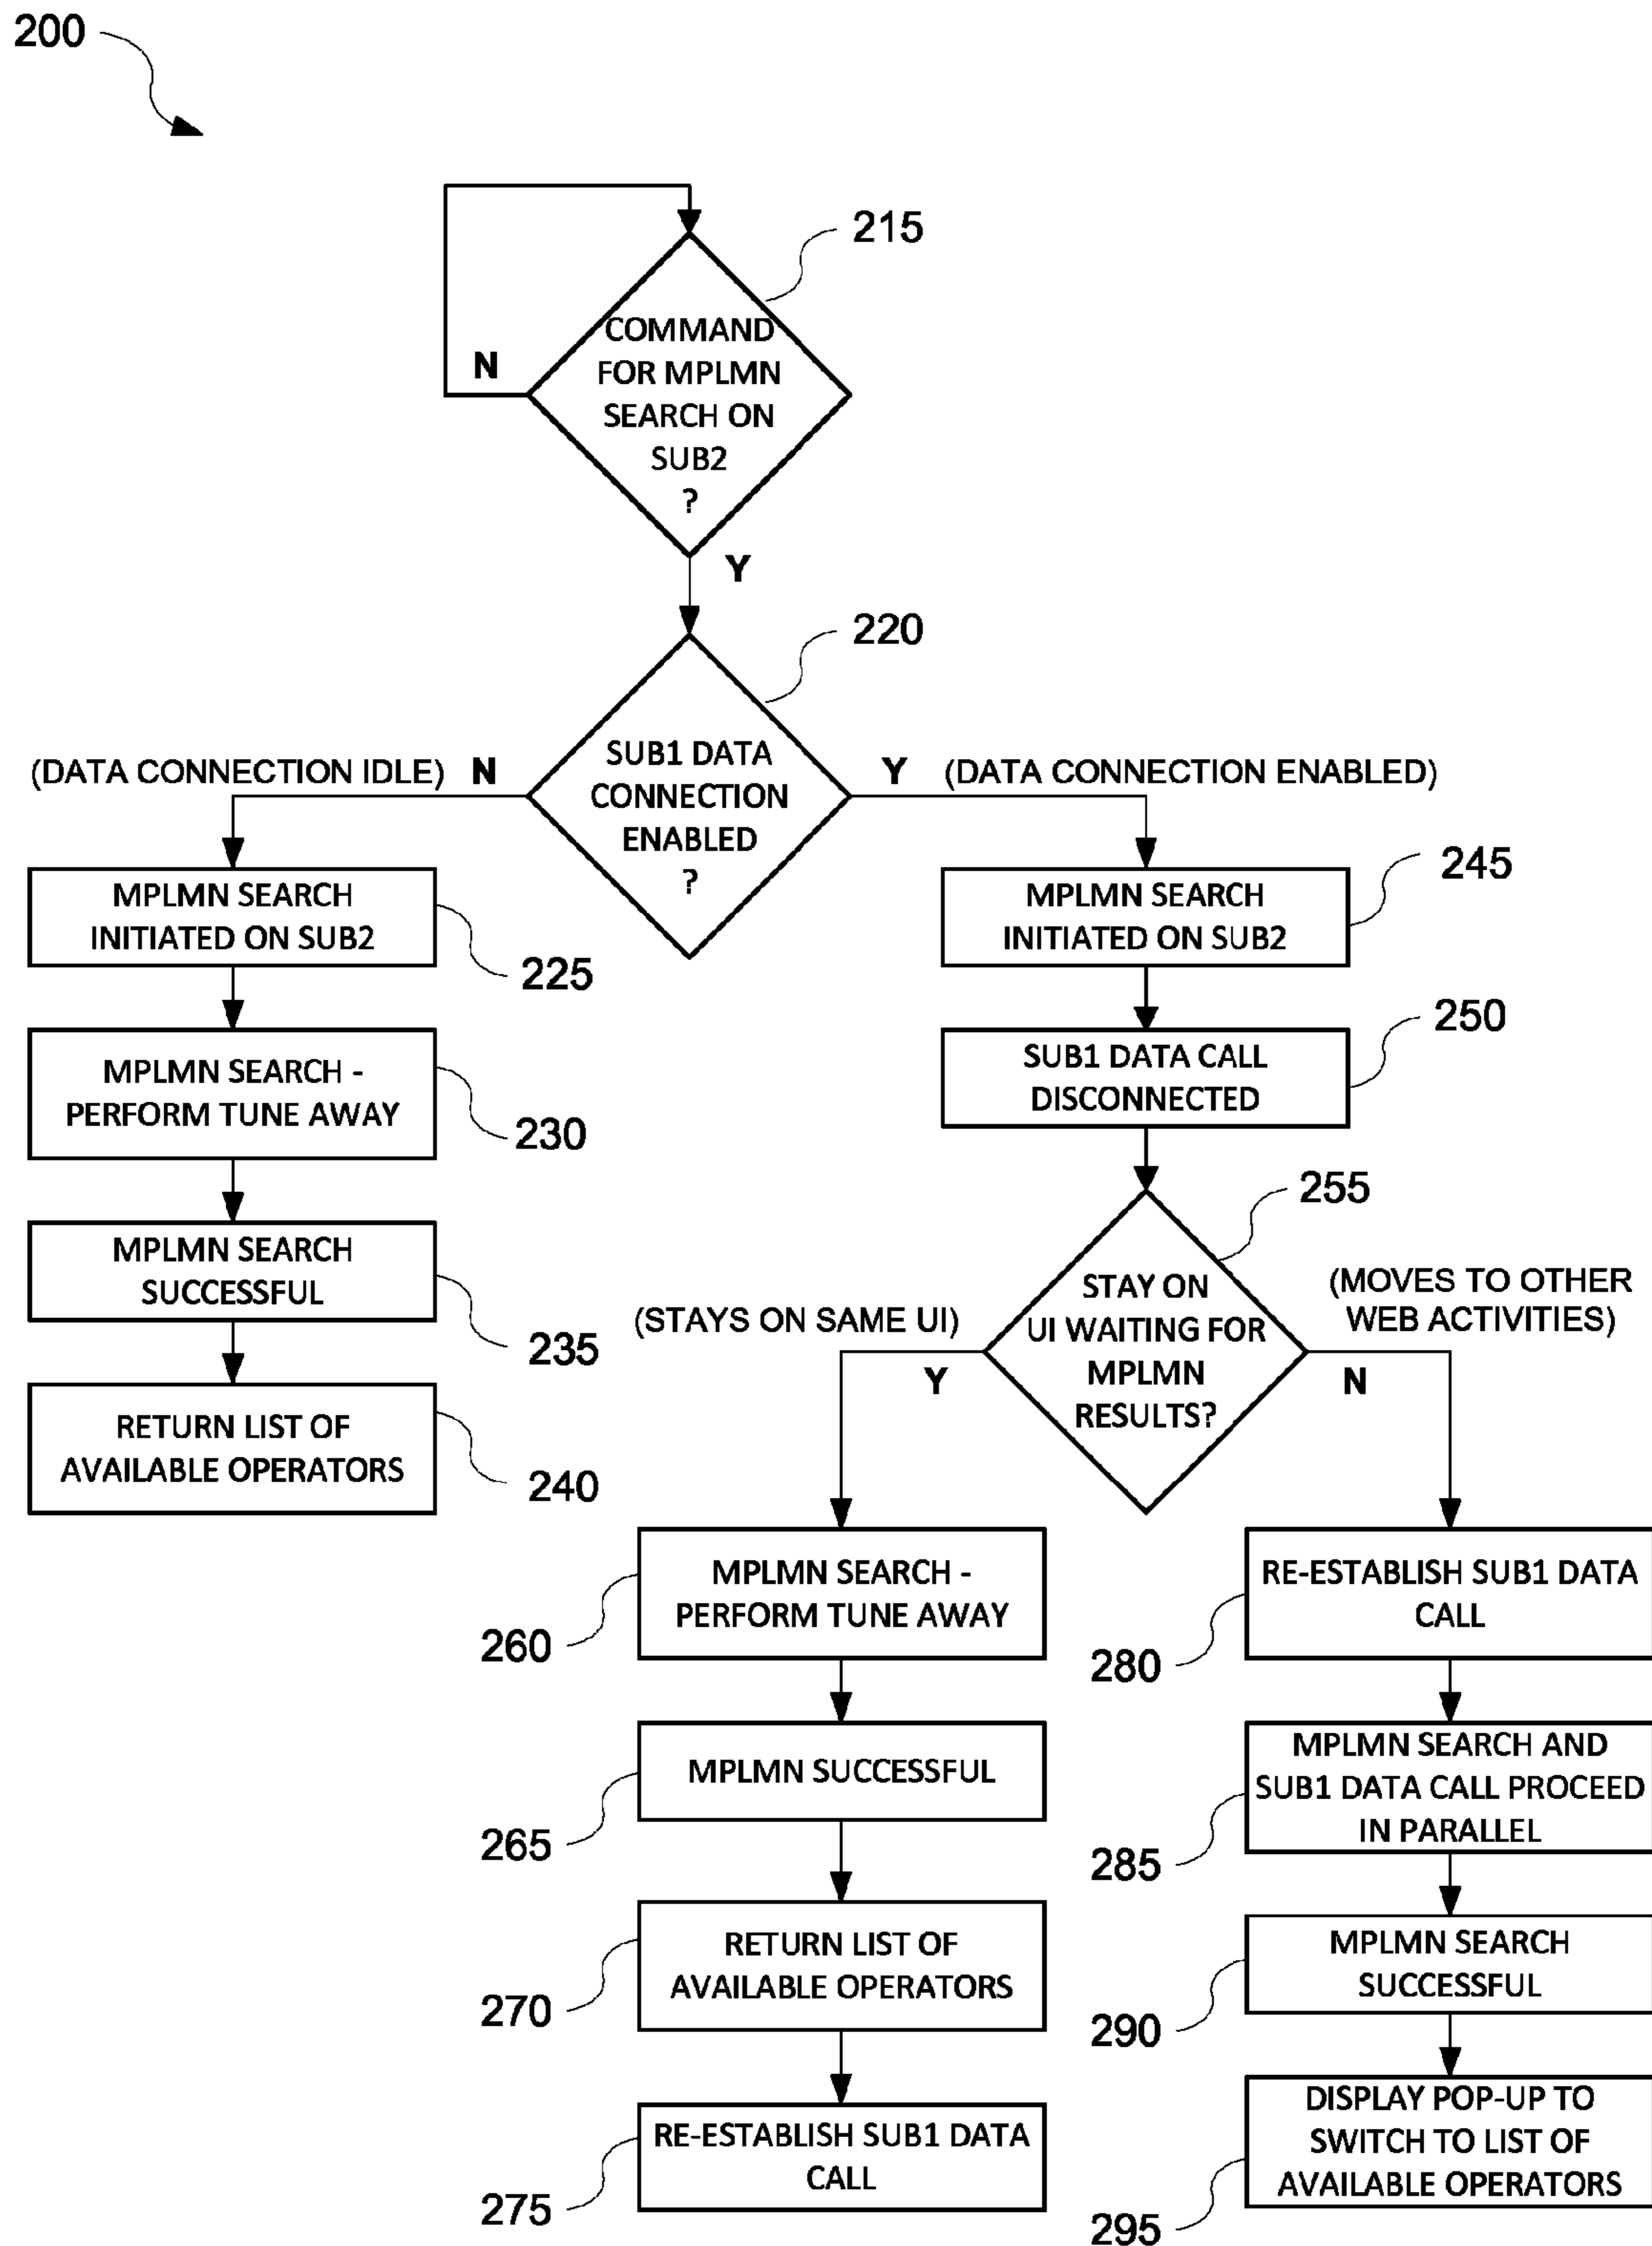 200
215
COMMAND
FOR MPLMN
SEARCH ON
SUB2
?
N
Y
220
SUB1 DATA
CONNECTION
ENABLED
?
(DATA CONNECTION IDLE) N
Y (DATA CONNECTION ENABLED)
MPLMN SEARCH
INITIATED ON SUB2
225
MPLMN SEARCH -
PERFORM TUNE AWAY
230
MPLMN SEARCH
SUCCESSFUL
235
RETURN LIST OF
AVAILABLE OPERATORS
240
MPLMN SEARCH
INITIATED ON SUB2
245
SUB1 DATA CALL
DISCONNECTED
250
255
STAY ON
UI WAITING FOR
MPLMN
RESULTS?
(STAYS ON SAME UI)
Y
(MOVES TO OTHER
WEB ACTIVITIES)
N
MPLMN SEARCH -
PERFORM TUNE AWAY
260
MPLMN SUCCESSFUL
265
RETURN LIST OF
AVAILABLE OPERATORS
270
RE-ESTABLISH SUB1 DATA
CALL
275
RE-ESTABLISH SUB1 DATA
CALL
280
MPLMN SEARCH AND
SUB1 DATA CALL PROCEED
IN PARALLEL
285
MPLMN SEARCH
SUCCESSFUL
290
DISPLAY POP-UP TO
SWITCH TO LIST OF
AVAILABLE OPERATORS
295